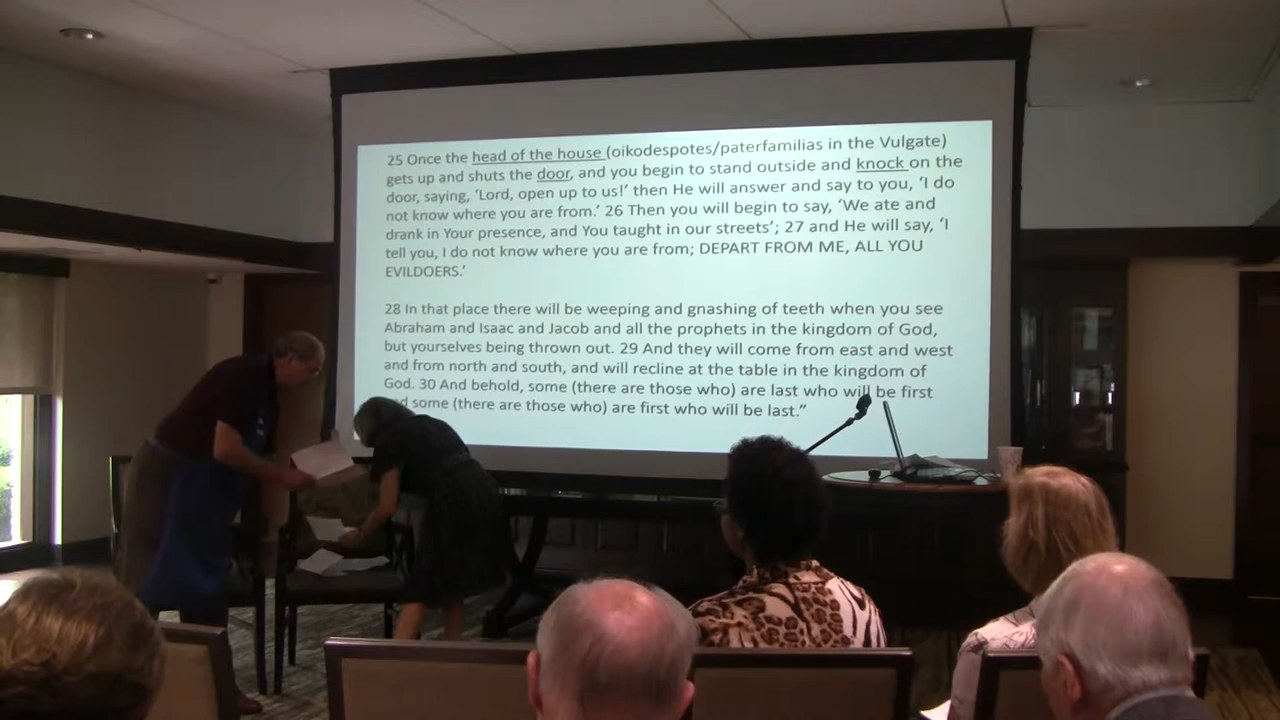 25 Once the head of the house (oikodespotes/paterfamilias in the Vulgate)
gets up and shuts the door, and you begin to stand outside and knock on the
door, saying, ‘Lord, open up to us!’ then He will answer and say to you, ‘I do
not know where you are from.’ 26 Then you will begin to say, ‘We ate and
drank in Your presence, and You taught in our streets’; 27 and He will say, ‘I
tell you, I do not know where you are from; DEPART FROM ME, ALL YOU
EVILDOERS.’
28 In that place there will be weeping and gnashing of teeth when you see
Abraham and Isaac and Jacob and all the prophets in the kingdom of God,
but yourselves being thrown out. 29 And they will come from east and west
and from north and south, and will recline at the table in the kingdom of
God. 30 And behold, some (there are those who) are last who will be first
and some (there are those who) are first who will be last.”